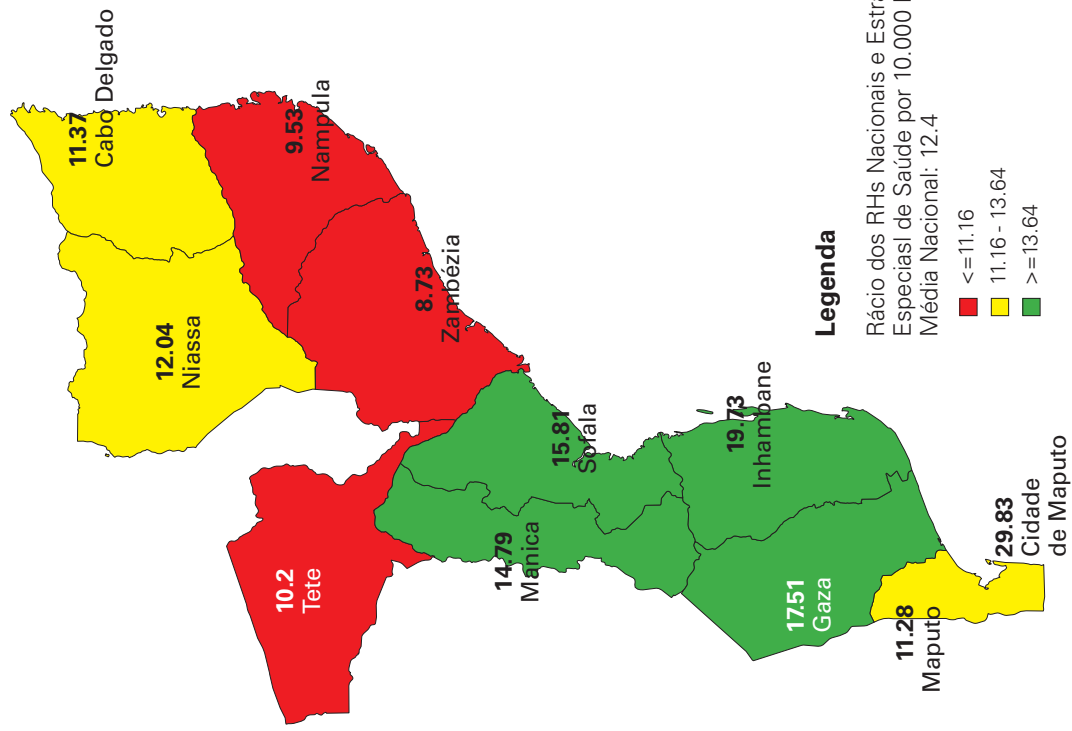 11.37
Cabo Delgado
12.04
Niassa
9.53
Nampula
8.73
Zambézia
10.2
Tete
15.81
Sofala
14.79
Manica
19.73
Inhambane
17.51
Gaza
11.28
Maputo
29.83
Cidade
de Maputo
Legenda
Rácio dos RHs Nacionais e
Especiasl de Saúde por 10.000
Média Nacional: 12.4
<=11.16
11.16 - 13.64
>=13.64